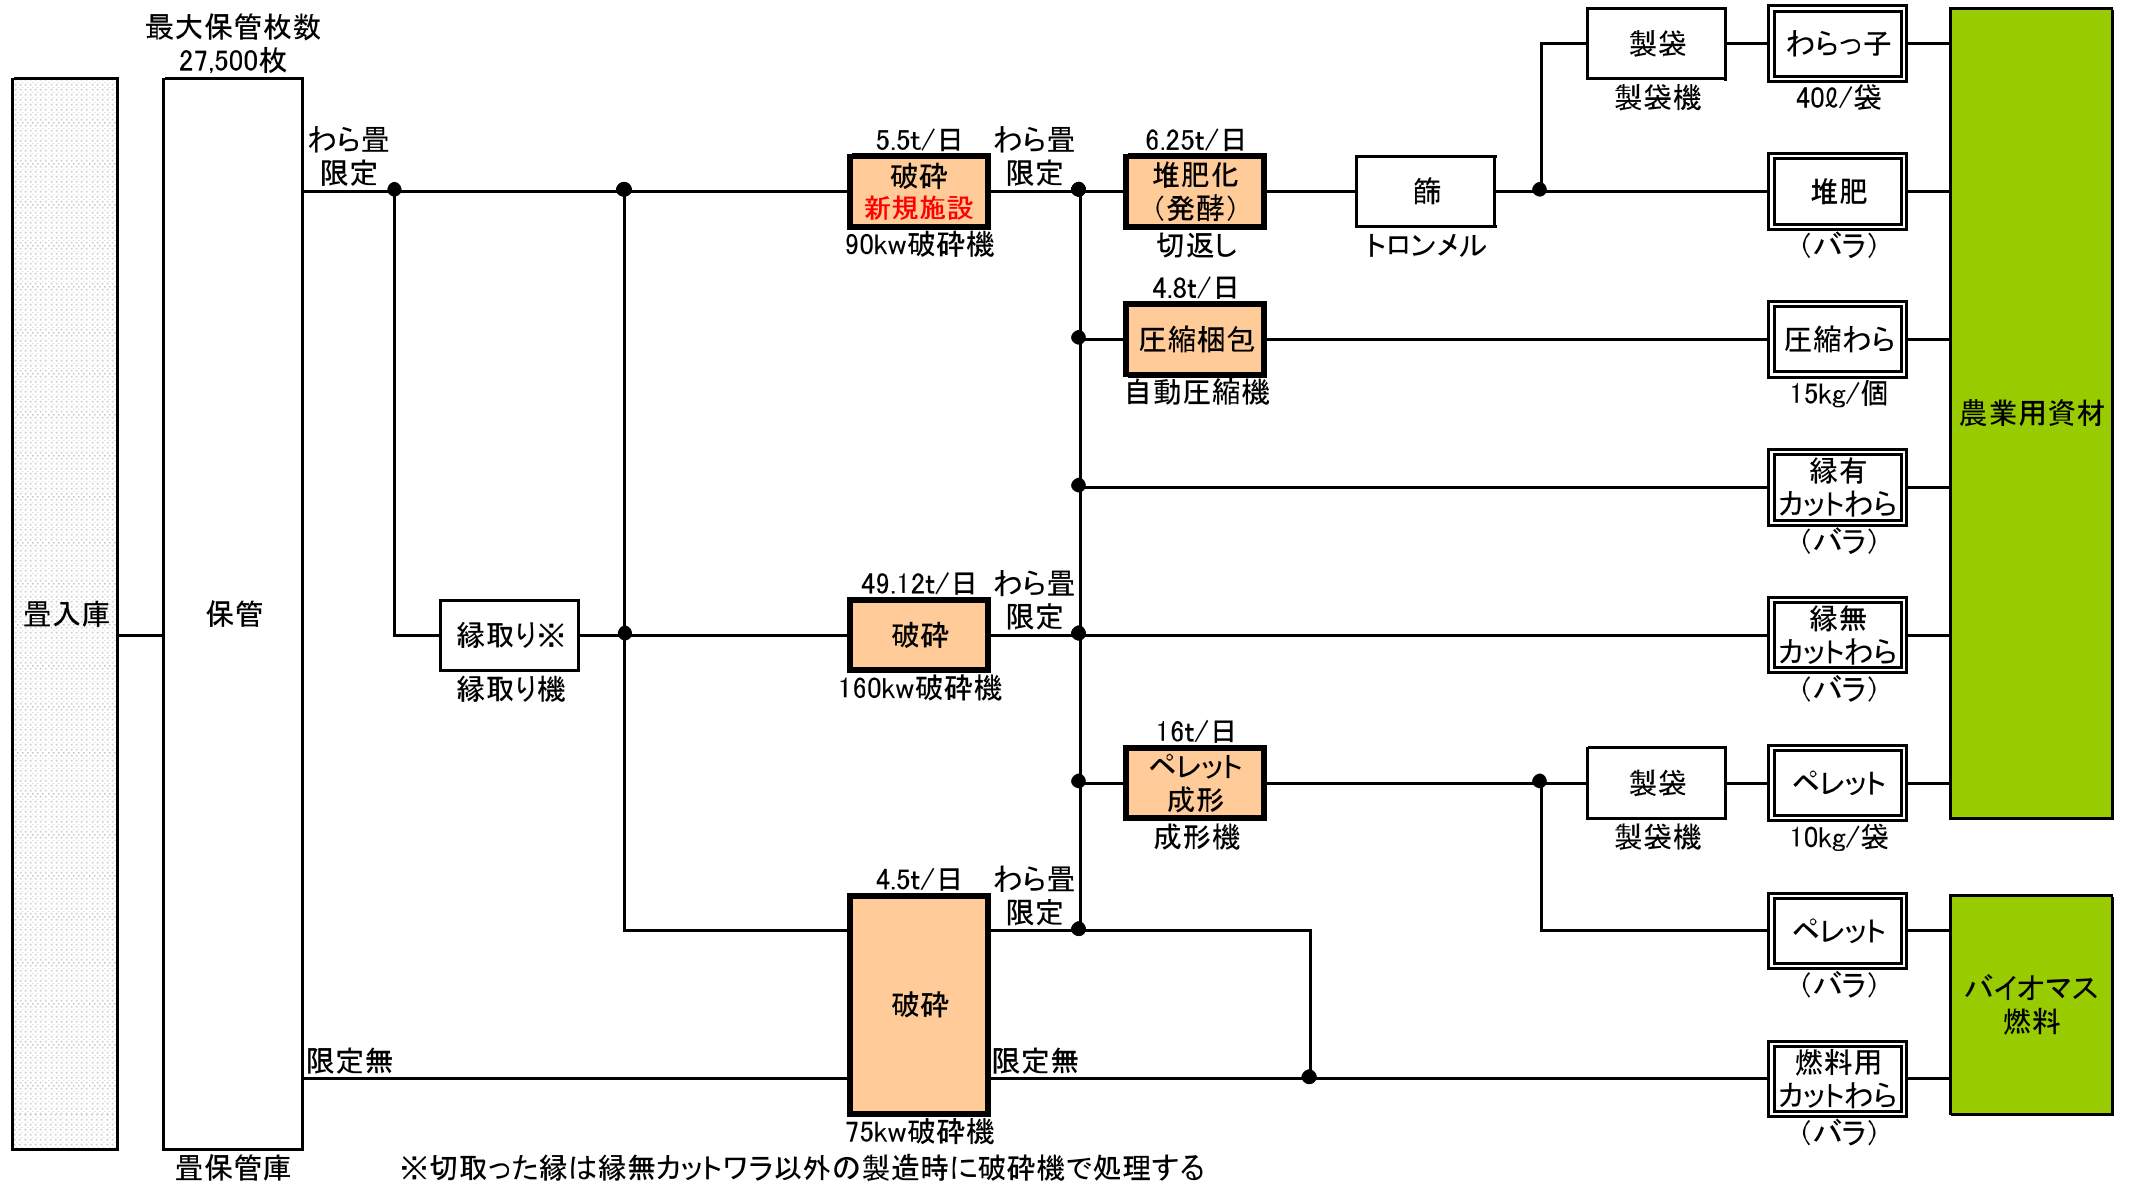 最大保管枚数
27,500枚
畳入庫
保管
畳保管庫
わら畳
限定
限定無
縁取り※
縁取り機
5.5t/日
破砕
新規施設
90kw破砕機
わら畳
限定
49.12t/日
破砕
160kw破砕機
わら畳
限定
4.5t/日
破砕
75kw破砕機
わら畳
限定
限定無
6.25t/日
堆肥化
（発酵）
切返し
4.8t/日
圧縮梱包
自動圧縮機
16t/日
ペレット
成形
成形機
篩
トロンメル
製袋
製袋機
製袋
製袋機
わらっ子
40ℓ/袋
堆肥
（バラ）
圧縮わら
15kg/個
縁有
カットわら
（バラ）
縁無
カットわら
（バラ）
ペレット
10kg/袋
ペレット
（バラ）
燃料用
カットわら
（バラ）
農業用資材
バイオマス
燃料
※切取った縁は縁無カットワラ以外の製造時に破砕機で処理する